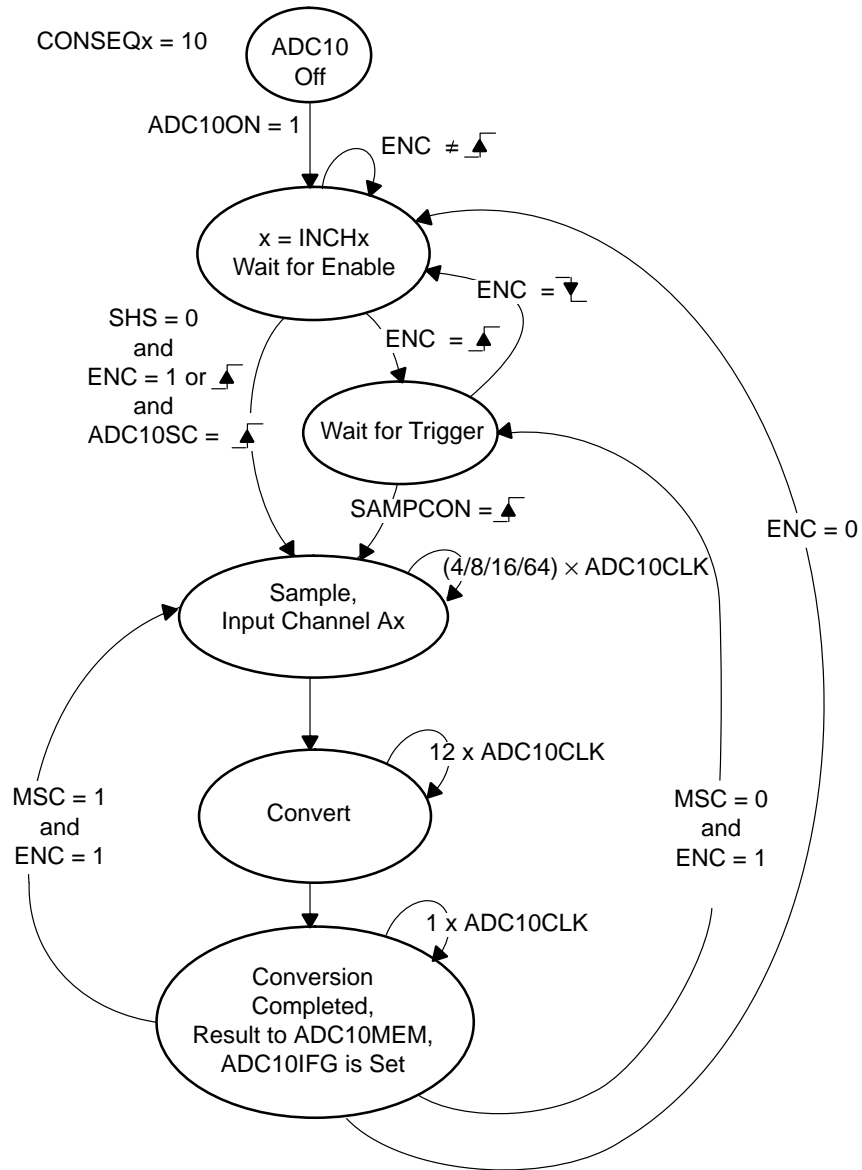 CONSEQx = 10
ADC10
Off
ADC10ON = 1
ENC ≠
x = INCHx
Wait for Enable
ENC =
SHS = 0
and
ENC = 1 or
and
ADC10SC =
ENC =
Wait for Trigger
SAMPCON =
ENC = 0
(4/8/16/64) × ADC10CLK
Sample,
Input Channel Ax
12 x ADC10CLK
Convert
MSC = 1
and
ENC = 1
MSC = 0
and
ENC = 1
1 x ADC10CLK
Conversion
Completed,
Result to ADC10MEM,
ADC10IFG is Set